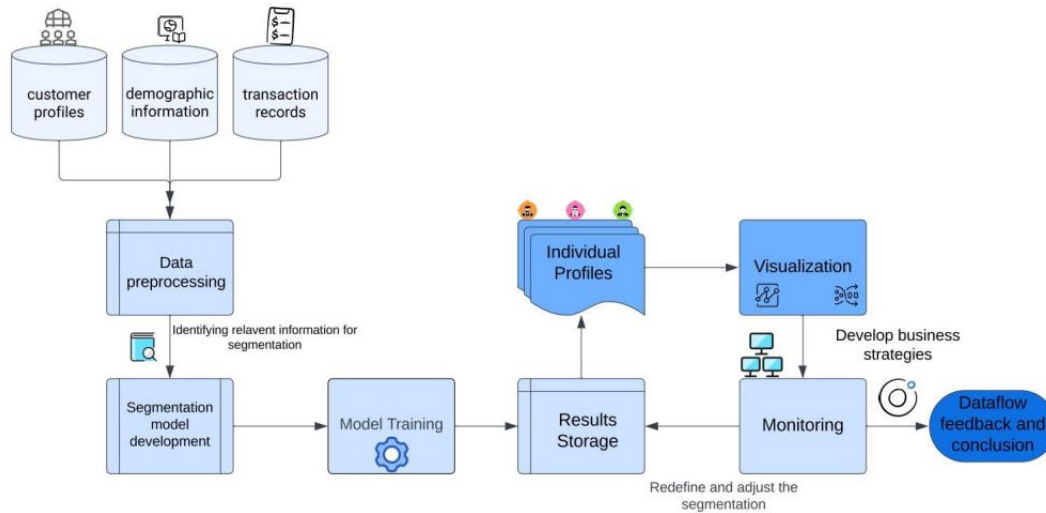 customer
profiles
demographic
information
transaction
records
Data
preprocessing
Identifying relavent information for
segmentation
Segmentation
model
development
Model Training
Results
Storage
Individual
Profiles
Visualization
Develop business
strategies
Monitoring
Redefine and adjust the
segmentation
Dataflow
feedback and
conclusion